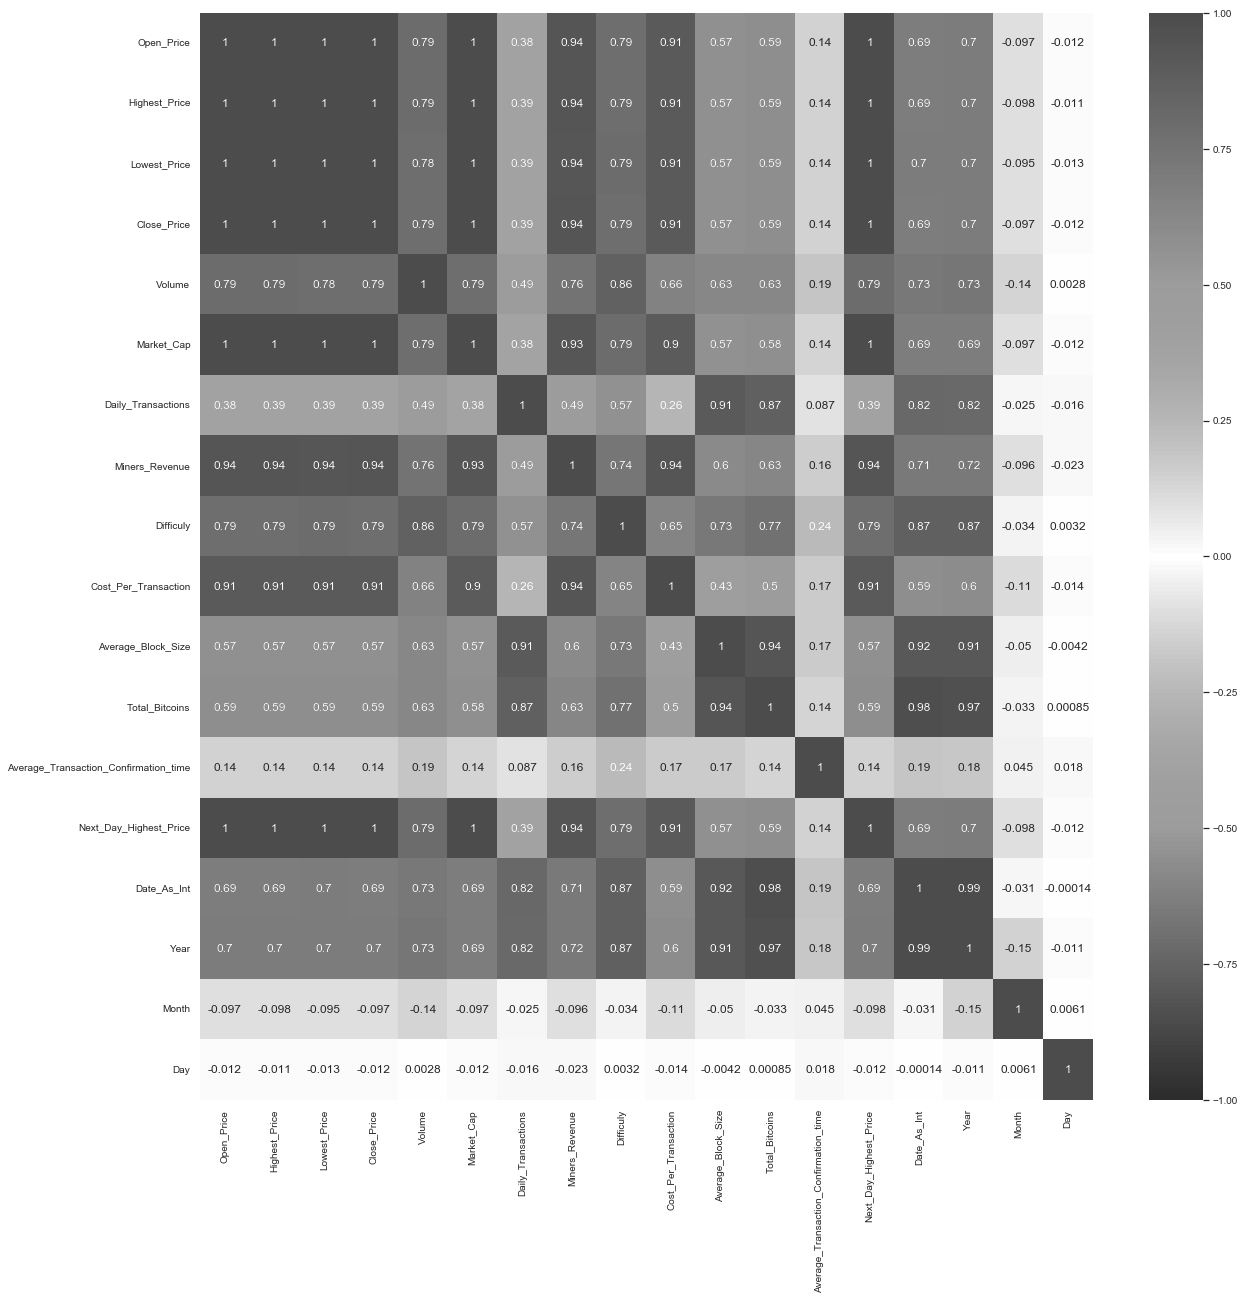 Open_Price 1 1 1 1 0.79 1 0.38 0.94 0.79 0.91 0.57 0.59 0.14 1 0.69 0.7 -0.097 -0.012
Highest_Price 1 1 1 1 0.79 1 0.39 0.94 0.79 0.91 0.57 0.59 0.14 1 0.69 0.7 -0.098 -0.011
Lowest_Price 1 1 1 1 0.78 1 0.39 0.94 0.79 0.91 0.57 0.59 0.14 1 0.7 0.7 -0.095 -0.013
Close_Price 1 1 1 1 0.79 1 0.39 0.94 0.79 0.91 0.57 0.59 0.14 1 0.69 0.7 -0.097 -0.012
Volume 0.79 0.79 0.78 0.79 1 0.79 0.49 0.76 0.86 0.66 0.63 0.63 0.19 0.79 0.73 0.73 -0.14 0.0028
Market_Cap 1 1 1 1 0.79 1 0.38 0.93 0.79 0.9 0.57 0.58 0.14 1 0.69 0.69 -0.097 -0.012
Daily_Transactions 0.38 0.39 0.39 0.39 0.49 0.38 1 0.49 0.57 0.26 0.91 0.87 0.087 0.39 0.82 0.82 -0.025 -0.016
Miners_Revenue 0.94 0.94 0.94 0.94 0.76 0.93 0.49 1 0.74 0.94 0.6 0.63 0.16 0.94 0.71 0.72 -0.096 -0.023
Difficuly 0.79 0.79 0.79 0.79 0.86 0.79 0.57 0.74 1 0.65 0.73 0.77 0.24 0.79 0.87 0.87 -0.034 0.0032
Cost_Per_Transaction 0.91 0.91 0.91 0.91 0.66 0.9 0.26 0.94 0.65 1 0.43 0.5 0.17 0.91 0.59 0.6 -0.11 -0.014
Average_Block_Size 0.57 0.57 0.57 0.57 0.63 0.57 0.91 0.6 0.73 0.43 1 0.94 0.17 0.57 0.92 0.91 -0.05 -0.0042
Total_Bitcoins 0.59 0.59 0.59 0.59 0.63 0.58 0.87 0.63 0.77 0.5 0.94 1 0.14 0.59 0.98 0.97 -0.033 0.00085
Average_Transaction_Confirmation_time 0.14 0.14 0.14 0.14 0.19 0.14 0.087 0.16 0.24 0.17 0.17 0.14 1 0.14 0.19 0.18 0.045 0.018
Next_Day_Highest_Price 1 1 1 1 0.79 1 0.39 0.94 0.79 0.91 0.57 0.59 0.14 1 0.69 0.7 -0.098 -0.012
Date_As_Int 0.69 0.69 0.7 0.69 0.73 0.69 0.82 0.71 0.87 0.59 0.92 0.98 0.19 0.69 1 0.99 -0.031 -0.00014
Year 0.7 0.7 0.7 0.7 0.73 0.69 0.82 0.72 0.87 0.6 0.91 0.97 0.18 0.7 0.99 1 -0.15 -0.011
Month -0.097 -0.098 -0.095 -0.097 -0.14 -0.097 -0.025 -0.096 -0.034 -0.11 -0.05 -0.033 0.045 -0.098 -0.031 -0.15 1 0.0061
Day -0.012 -0.011 -0.013 -0.012 0.0028 -0.012 -0.016 -0.023 0.0032 -0.014 -0.0042 0.00085 0.018 -0.012 -0.00014 -0.011 0.0061 1
Open_Price
Highest_Price
Lowest_Price
Close_Price
Volume
Market_Cap
Daily_Transactions
Miners_Revenue
Difficuly
Cost_Per_Transaction
Average_Block_Size
Total_Bitcoins
Average_Transaction_Confirmation_time
Next_Day_Highest_Price
Date_As_Int
Year
Month
Day
1.00
0.75
0.50
0.25
0.00
−0.25
−0.50
−0.75
−1.00